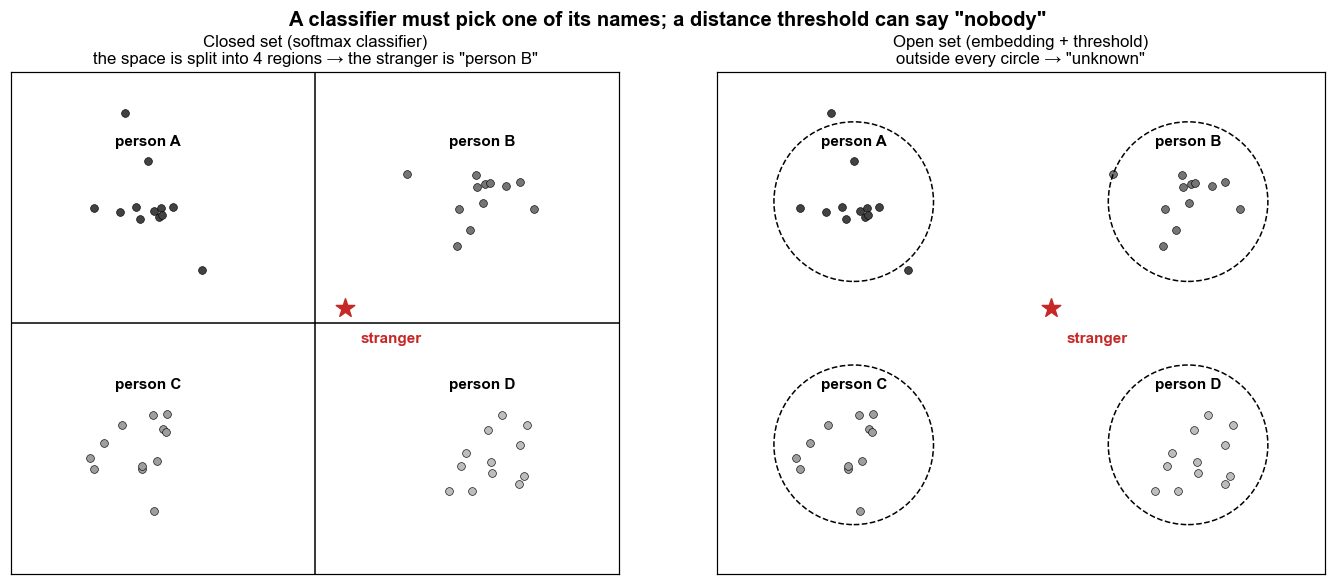 A classifier must pick one of its names; a distance threshold can say "nobody"
Closed set (softmax classifier)
the space is split into 4 regions → the stranger is "person B"
person A
person B
stranger
person C
person D
Open set (embedding + threshold)
outside every circle → "unknown"
person A
person B
stranger
person C
person D